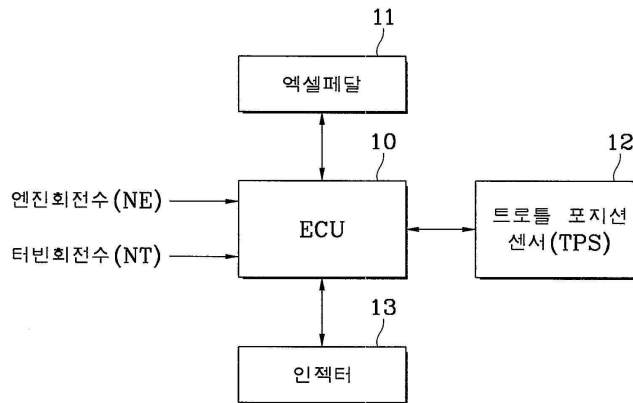 11
엑셀페달
10
12
엔진회전수(NE)
ECU
트로틀 포지션
센서(TPS)
터빈회전수(NT)
13
인젝터